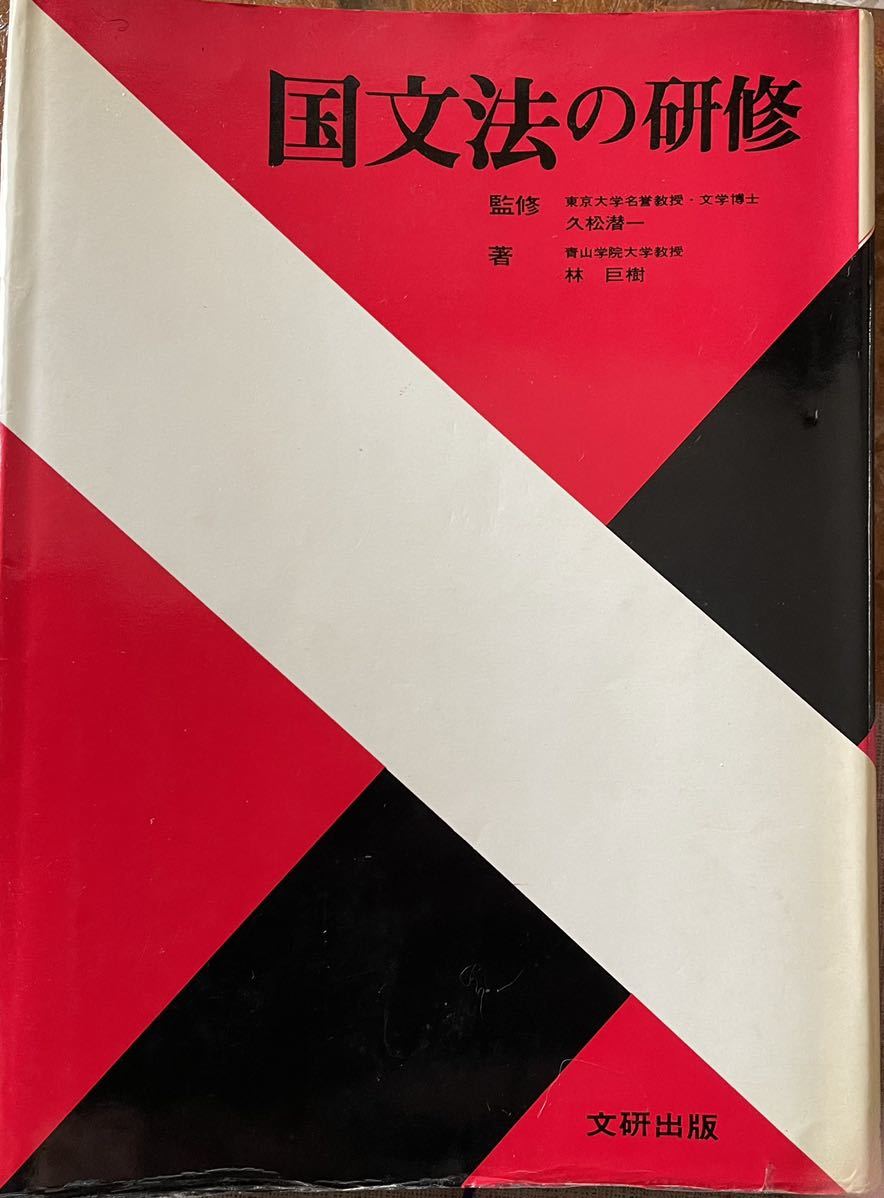 国文法の研修
監修 東京大学名誉教授・文学博士
久松潜一
著 青山学院大学教授
林 巨樹
文研出版